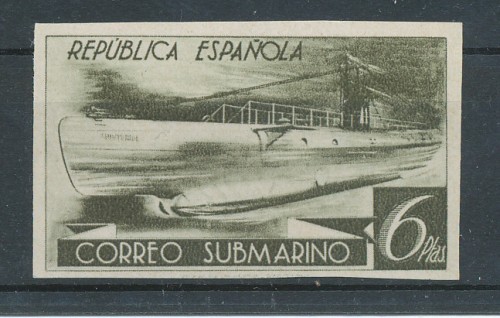 REPÚBLICA ESPAÑOLA
CORREO SUBMARINO
6 Ptas.